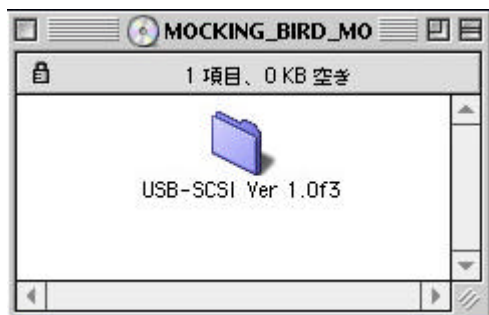 MOCKING_BIRD_MO
1 項目、0 KB 空き
USB-SCSI Ver 1.0f3